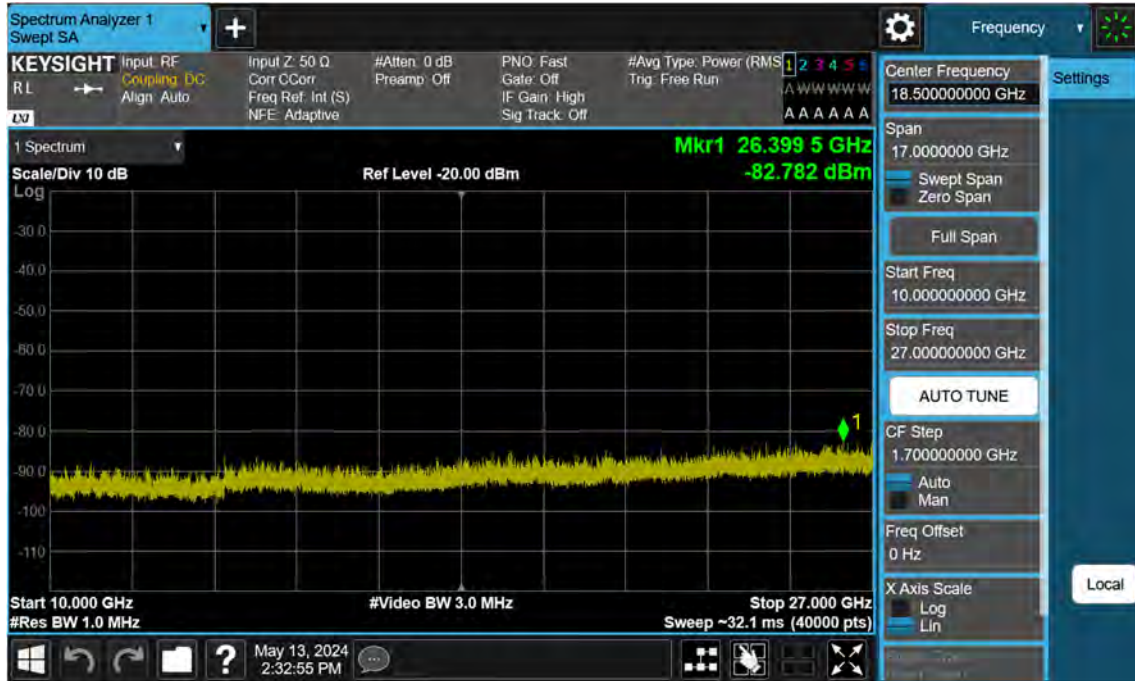 Spectrum Analyzer 1
Swept SA
Frequency
KEYSIGHT
RL
LXI
Input: RF
Coupling: DC
Align: Auto
Input Z: 50 Ω
Corr CCorr
Freq Ref: Int (S)
NFE: Adaptive
#Atten: 0 dB
Preamp: Off
PNO: Fast
Gate: Off
IF Gain: High
Sig Track: Off
#Avg Type: Power (RMS
Trig: Free Run
1 2 3 4 5 6
A W W W W W
A A A A A A
1 Spectrum
Mkr1 26.399 5 GHz
-82.782 dBm
Scale/Div 10 dB
Ref Level -20.00 dBm
Log
-30.0
-40.0
-50.0
-60.0
-70.0
-80.0
-90.0
-100
-110
1
Start 10.000 GHz
#Video BW 3.0 MHz
Stop 27.000 GHz
#Res BW 1.0 MHz
Sweep ~32.1 ms (40000 pts)
Center Frequency
18.500000000 GHz
Settings
Span
17.0000000 GHz
Swept Span
Zero Span
Full Span
Start Freq
10.000000000 GHz
Stop Freq
27.000000000 GHz
AUTO TUNE
CF Step
1.700000000 GHz
Auto
Man
Freq Offset
0 Hz
X Axis Scale
Log
Lin
Local
?
May 13, 2024
2:32:55 PM